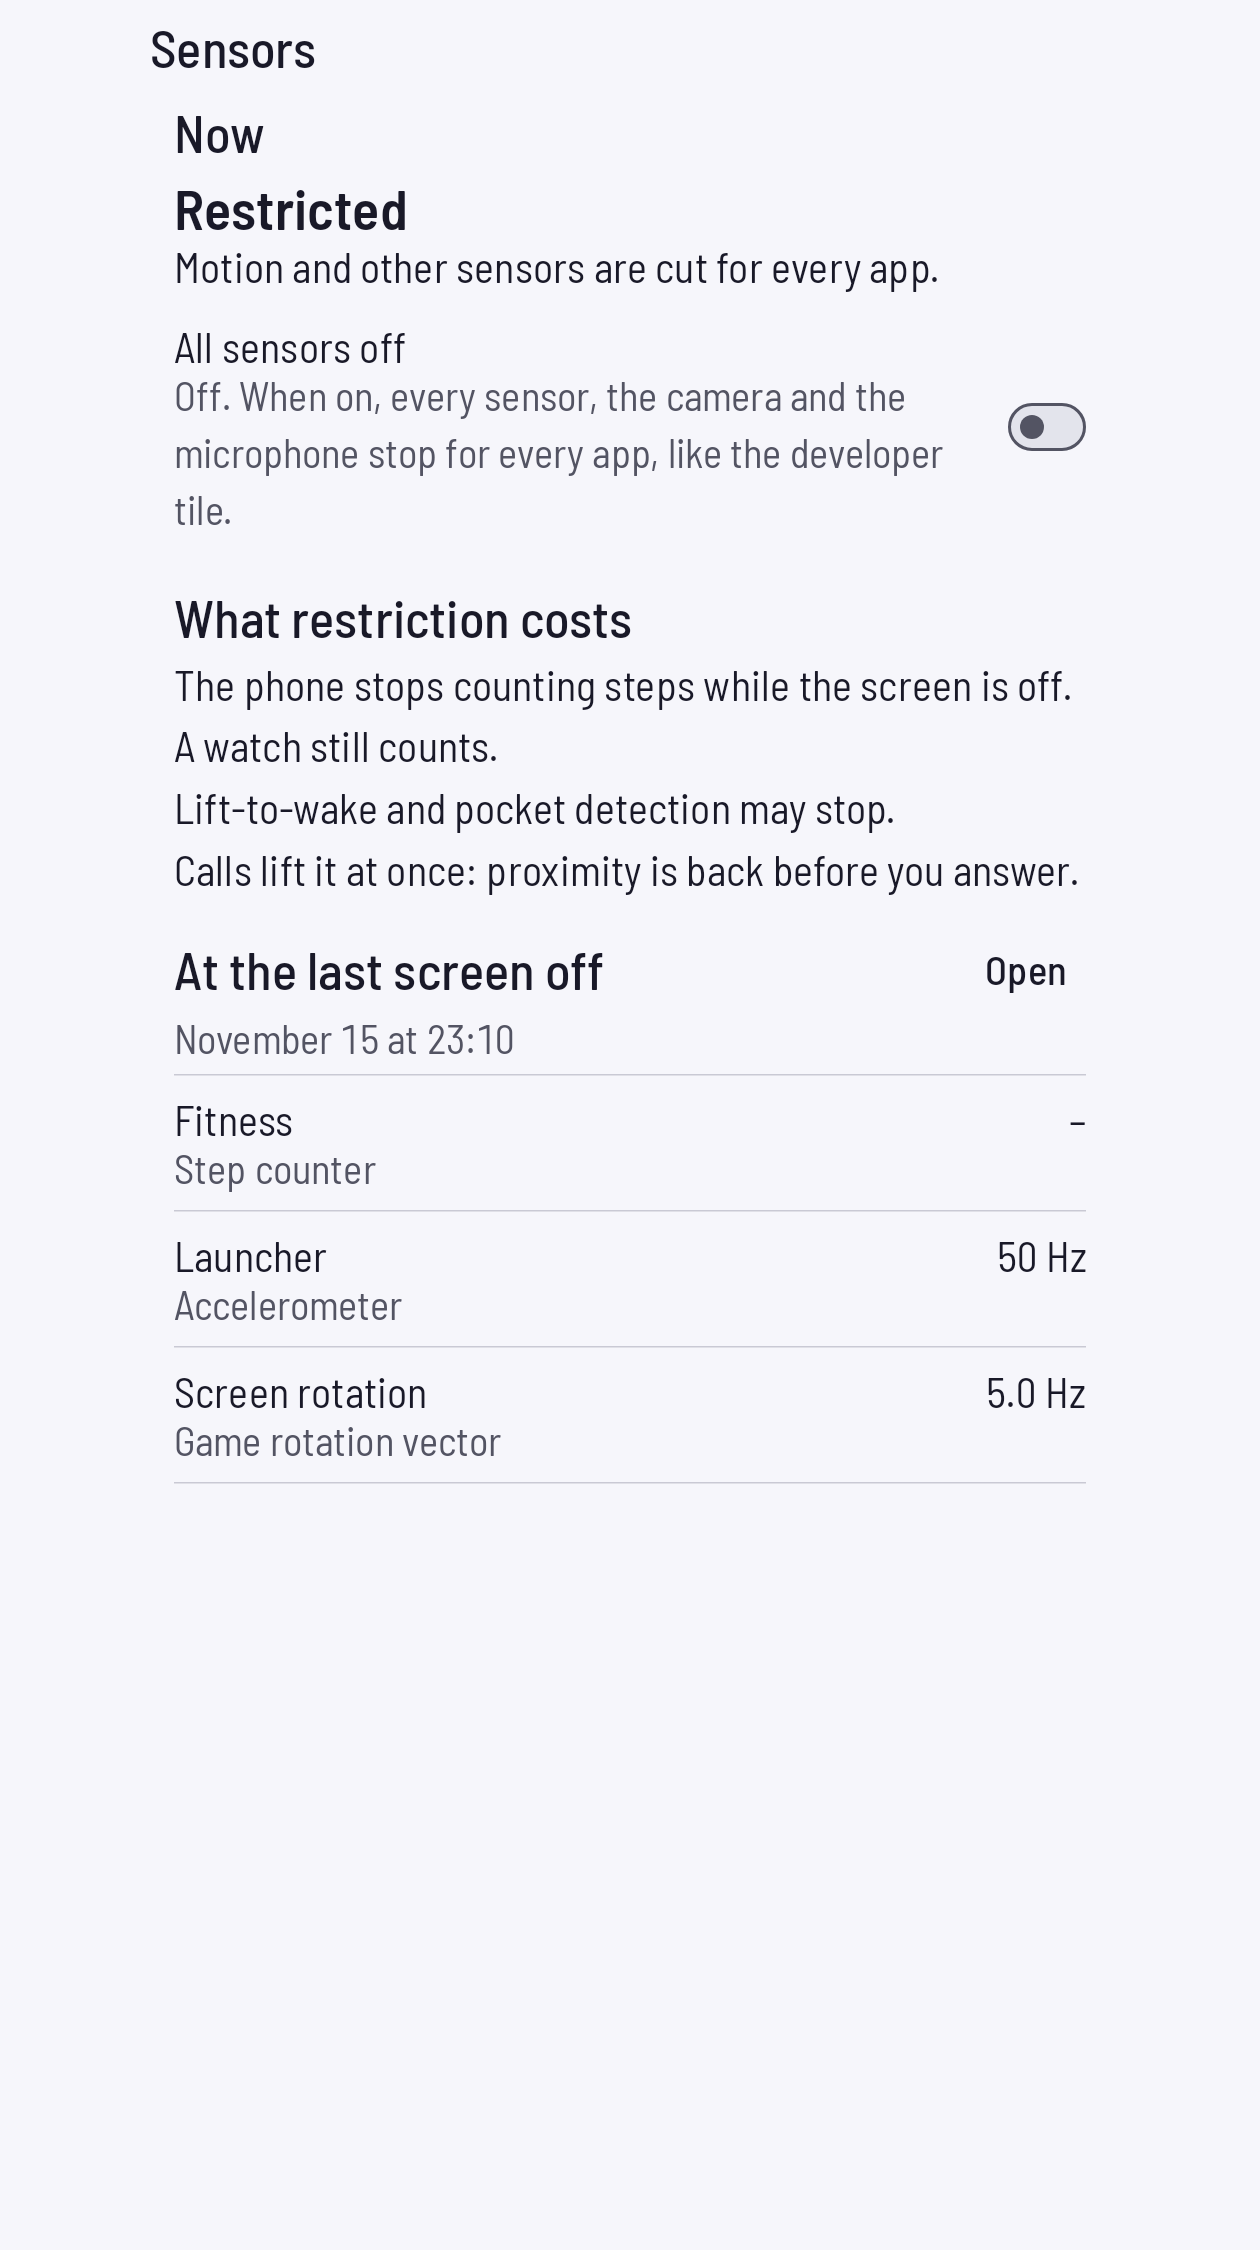 Sensors
Now
Restricted
Motion and other sensors are cut for every app.
All sensors off
Off. When on, every sensor, the camera and the
microphone stop for every app, like the developer
tile.
What restriction costs
The phone stops counting steps while the screen is off.
A watch still counts.
Lift-to-wake and pocket detection may stop.
Calls lift it at once: proximity is back before you answer.
At the last screen off
Open
November 15 at 23:10
Fitness
–
Step counter
Launcher
50 Hz
Accelerometer
Screen rotation
5.0 Hz
Game rotation vector